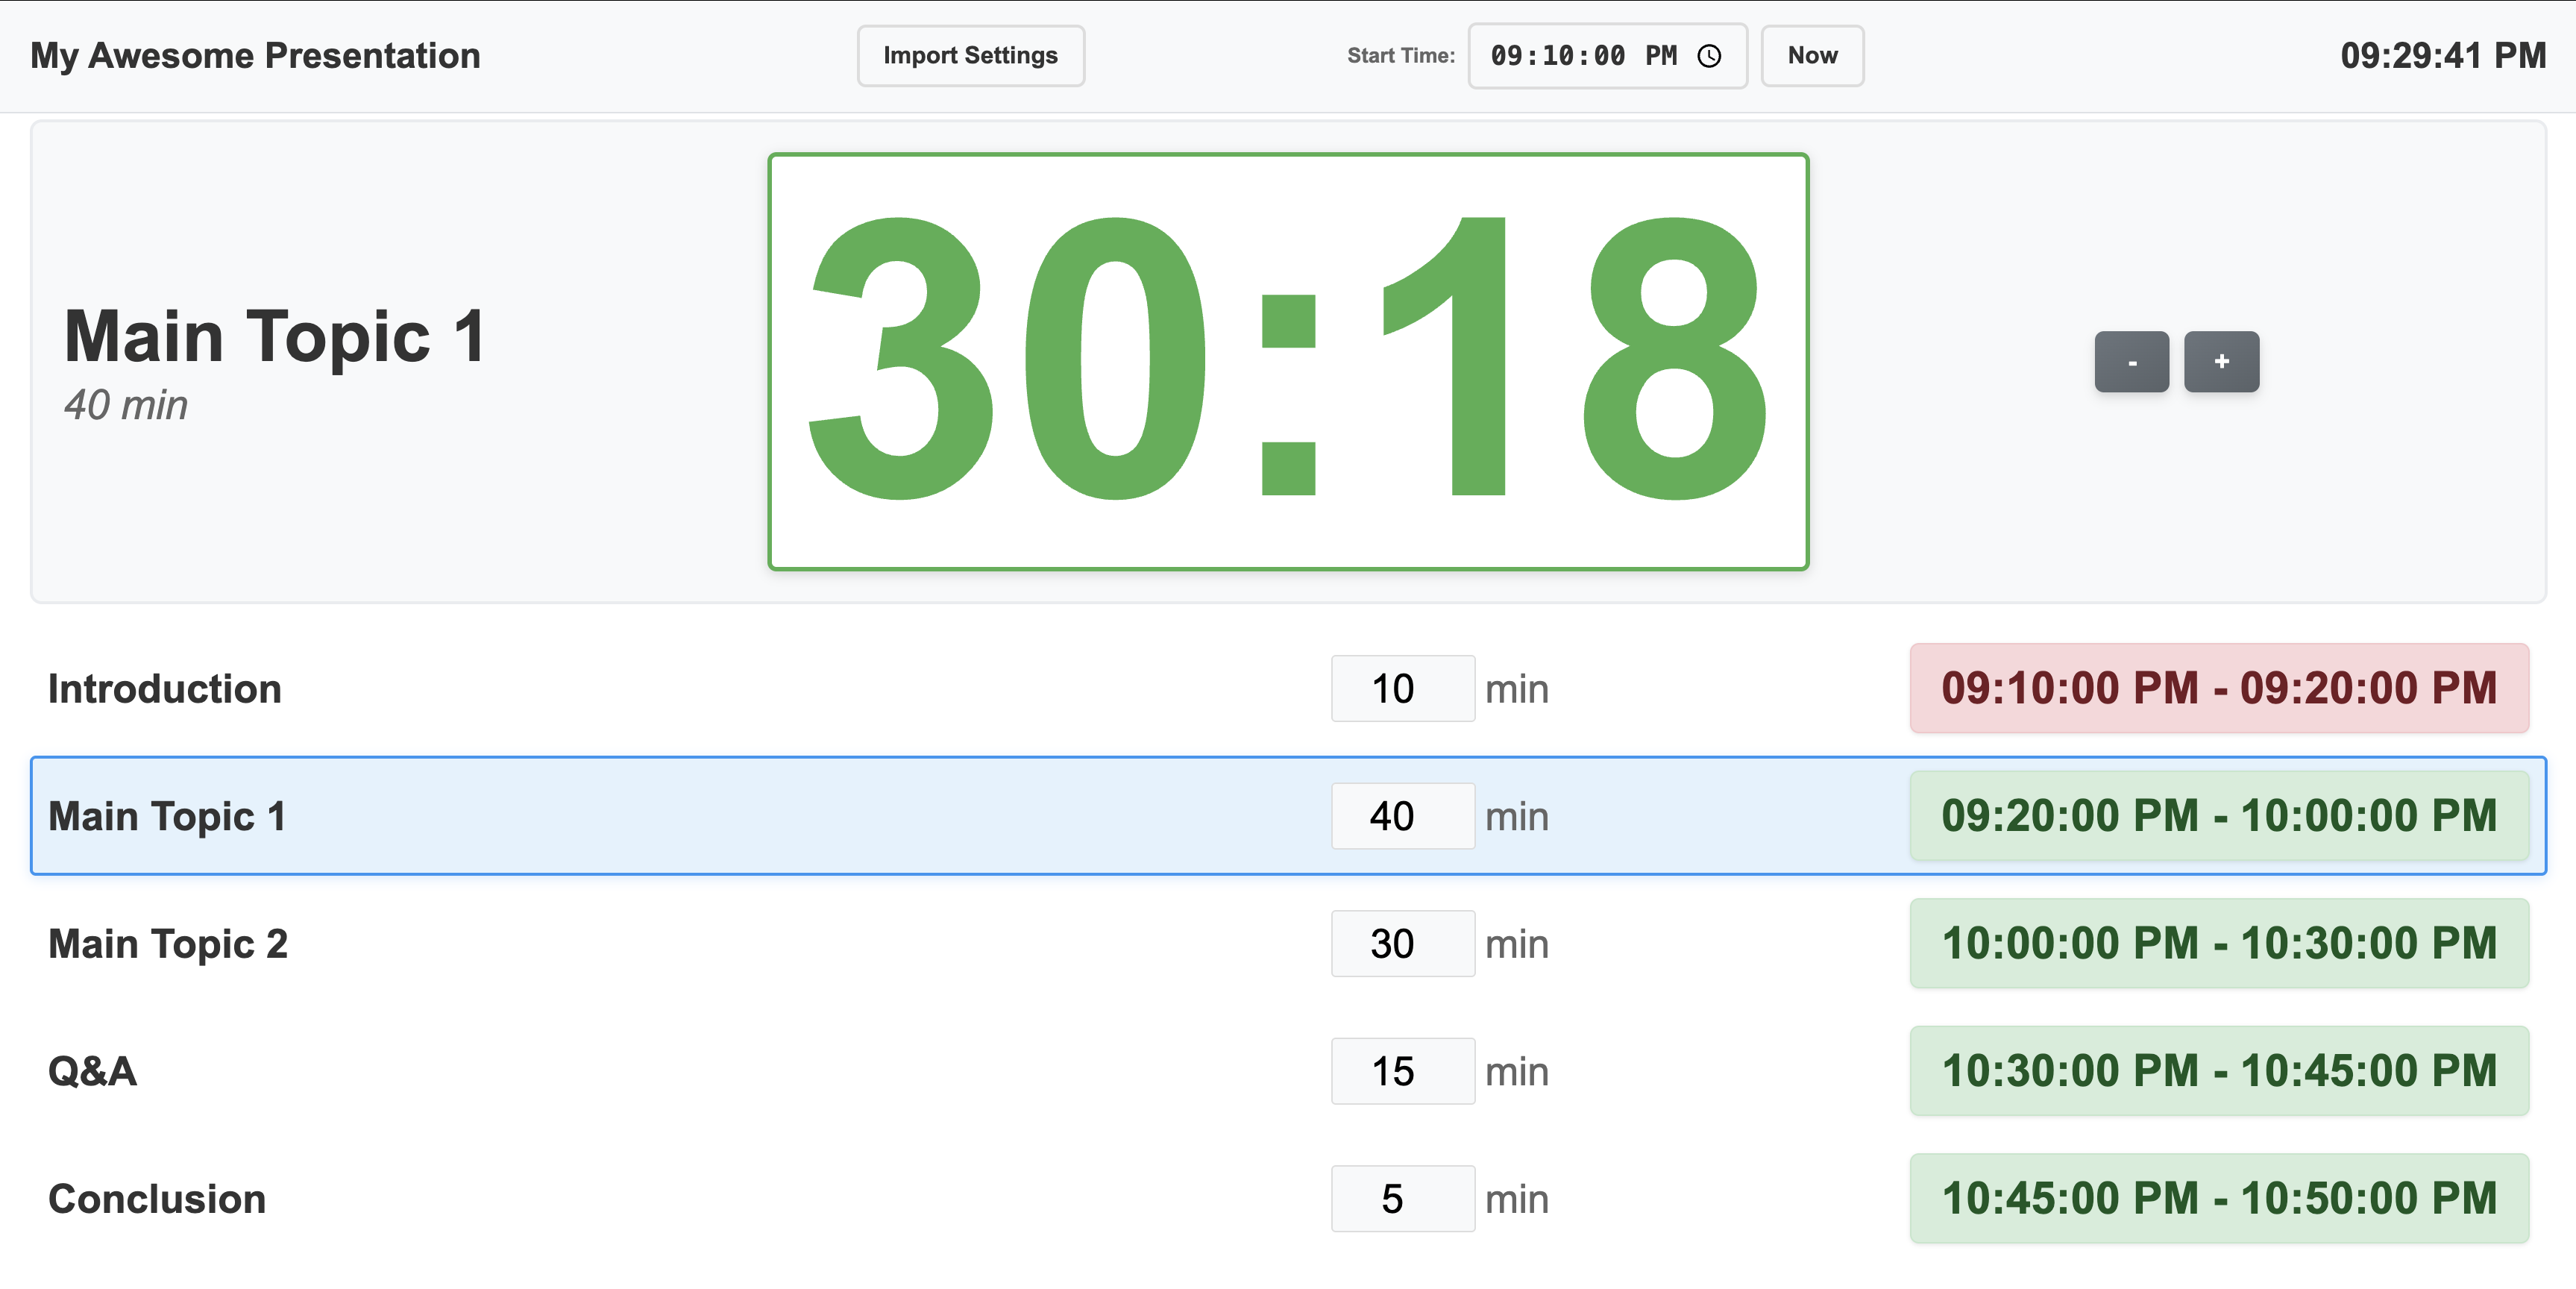 My Awesome Presentation
Import Settings
Start Time: 09:10:00 PM Now
09:29:41 PM
Main Topic 1
40 min
30:18
- +
Introduction 10 min 09:10:00 PM - 09:20:00 PM
Main Topic 1 40 min 09:20:00 PM - 10:00:00 PM
Main Topic 2 30 min 10:00:00 PM - 10:30:00 PM
Q&A 15 min 10:30:00 PM - 10:45:00 PM
Conclusion 5 min 10:45:00 PM - 10:50:00 PM